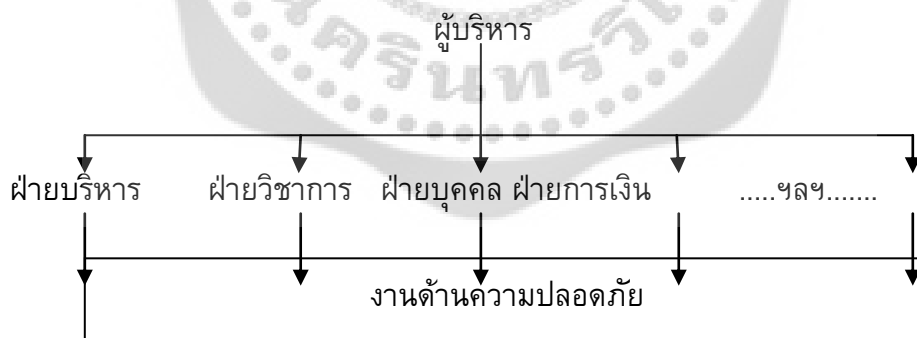 ผู้บริหาร
ฝ่ายบริหาร ฝ่ายวิชาการ ฝ่ายบุคคล ฝ่ายการเงิน .....ฯลฯ.......
งานด้านความปลอดภัย